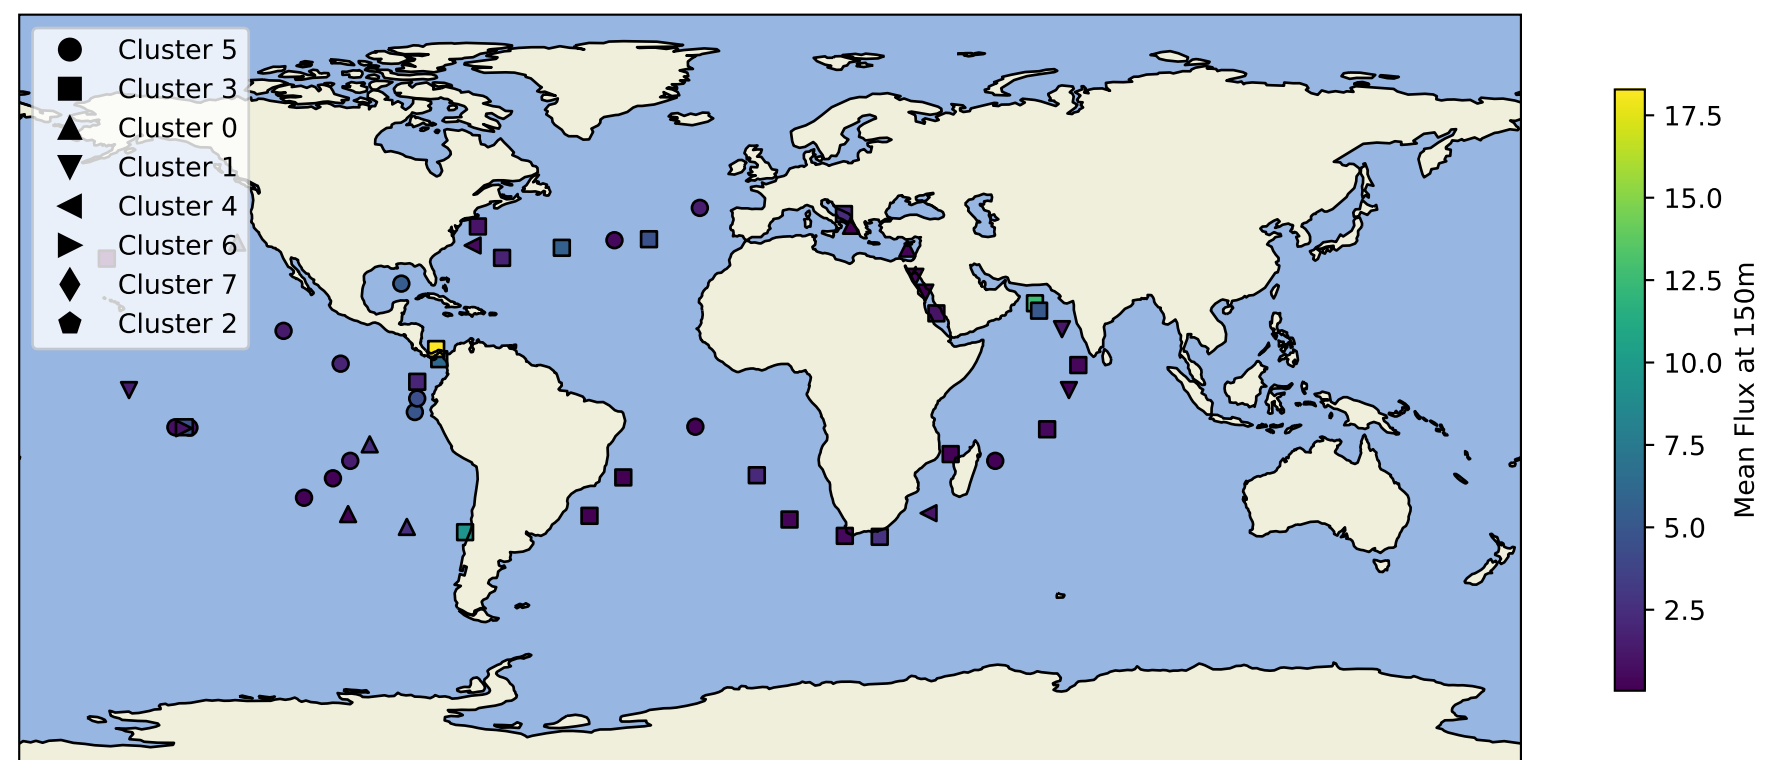 Cluster 5
Cluster 3
Cluster 0
Cluster 1
Cluster 4
Cluster 6
Cluster 7
Cluster 2
17.5
15.0
12.5
10.0
7.5
5.0
2.5
Mean Flux at 150m